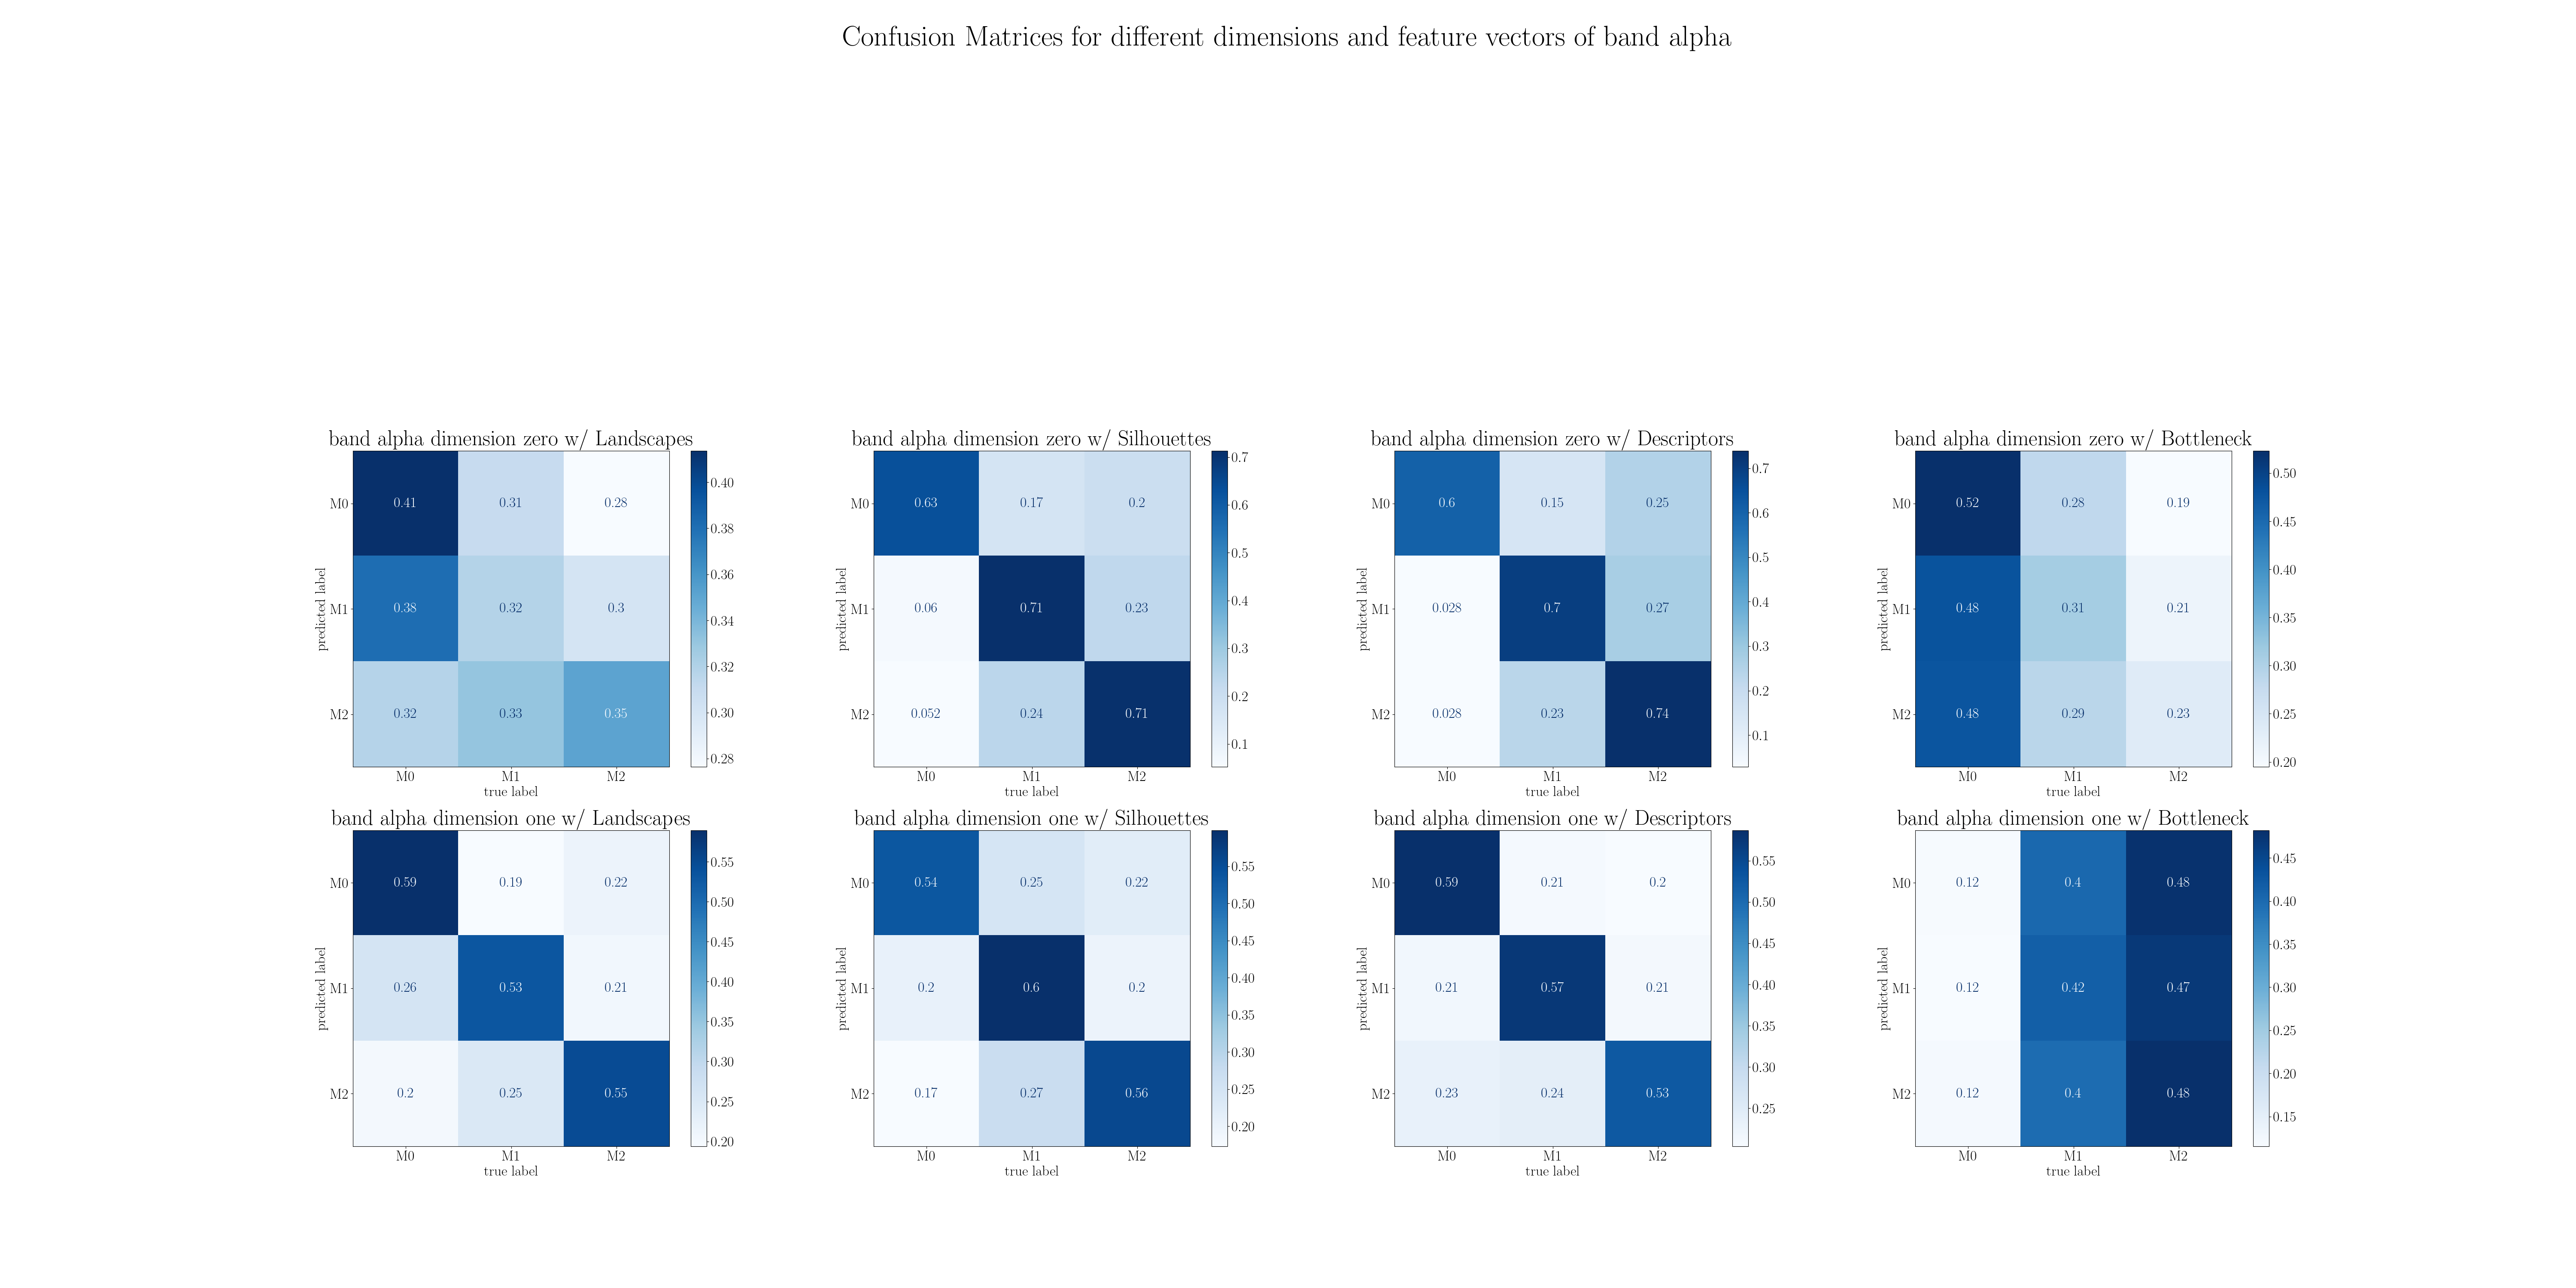 Confusion Matrices for different dimensions and feature vectors of band alpha
band alpha dimension zero w/ Landscapes
0.41 0.31 0.28
0.38 0.32 0.3
0.32 0.33 0.35
M0
M1
M2
predicted label
M0 M1 M2
true label
0.40
0.38
0.36
0.34
0.32
0.30
0.28
band alpha dimension zero w/ Silhouettes
0.63 0.17 0.2
0.06 0.71 0.23
0.052 0.24 0.71
M0
M1
M2
predicted label
M0 M1 M2
true label
0.7
0.6
0.5
0.4
0.3
0.2
0.1
band alpha dimension zero w/ Descriptors
0.6 0.15 0.25
0.028 0.7 0.27
0.028 0.23 0.74
M0
M1
M2
predicted label
M0 M1 M2
true label
0.7
0.6
0.5
0.4
0.3
0.2
0.1
band alpha dimension zero w/ Bottleneck
0.52 0.28 0.19
0.48 0.31 0.21
0.48 0.29 0.23
M0
M1
M2
predicted label
M0 M1 M2
true label
0.50
0.45
0.40
0.35
0.30
0.25
0.20
band alpha dimension one w/ Landscapes
0.59 0.19 0.22
0.26 0.53 0.21
0.2 0.25 0.55
M0
M1
M2
predicted label
M0 M1 M2
true label
0.55
0.50
0.45
0.40
0.35
0.30
0.25
0.20
band alpha dimension one w/ Silhouettes
0.54 0.25 0.22
0.2 0.6 0.2
0.17 0.27 0.56
M0
M1
M2
predicted label
M0 M1 M2
true label
0.55
0.50
0.45
0.40
0.35
0.30
0.25
0.20
band alpha dimension one w/ Descriptors
0.59 0.21 0.2
0.21 0.57 0.21
0.23 0.24 0.53
M0
M1
M2
predicted label
M0 M1 M2
true label
0.55
0.50
0.45
0.40
0.35
0.30
0.25
band alpha dimension one w/ Bottleneck
0.12 0.4 0.48
0.12 0.42 0.47
0.12 0.4 0.48
M0
M1
M2
predicted label
M0 M1 M2
true label
0.45
0.40
0.35
0.30
0.25
0.20
0.15